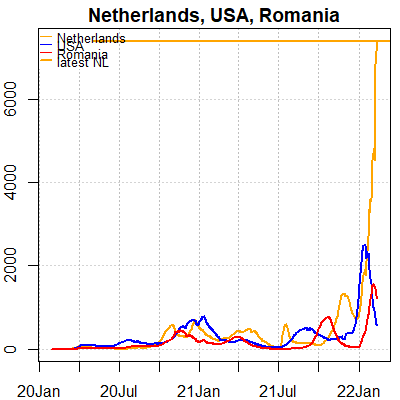 Netherlands, USA, Romania
Netherlands
USA
Romania
latest NL
6000
4000
2000
0
20Jan 20Jul 21Jan 21Jul 22Jan